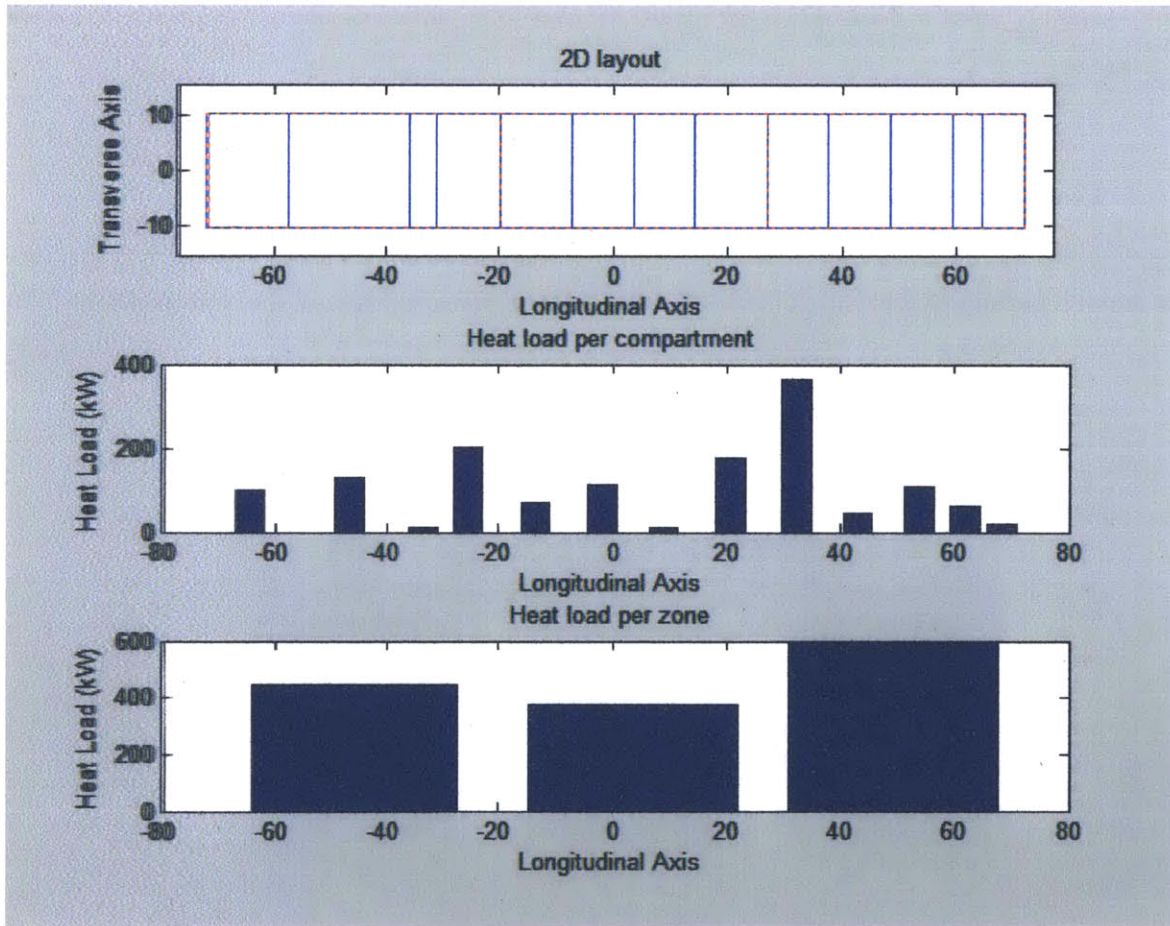 2D layout
Transverse Axis
10
0
-10
-60 -40 -20 0 20 40 60
Longitudinal Axis
Heat load per compartment
Heat Load (kW)
400
200
0
-80 -60 -40 -20 0 20 40 60 80
Longitudinal Axis
Heat load per zone
Heat Load (kW)
600
400
200
0
-80 -60 -40 -20 0 20 40 60 80
Longitudinal Axis